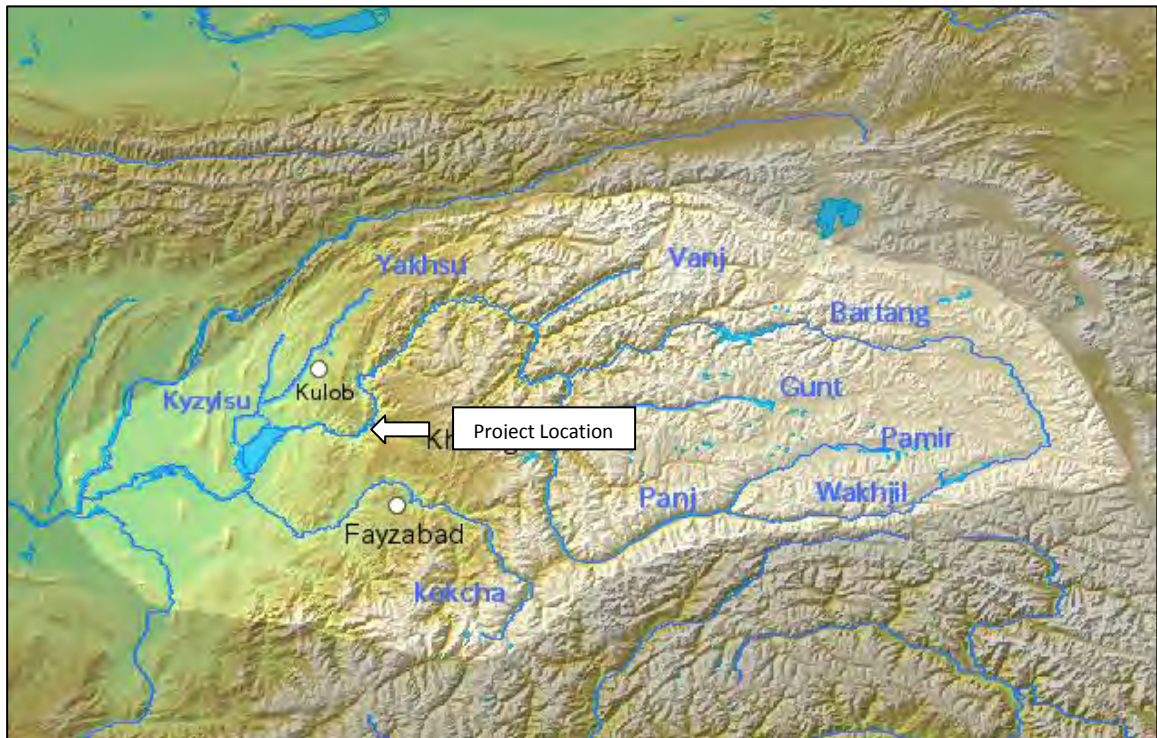 Yakhsu
Vanj
Bartang
Kulob
Gunt
Kyzylsu
Project Location
Pamir
Panj
Wakhjil
Fayzabad
kokcha